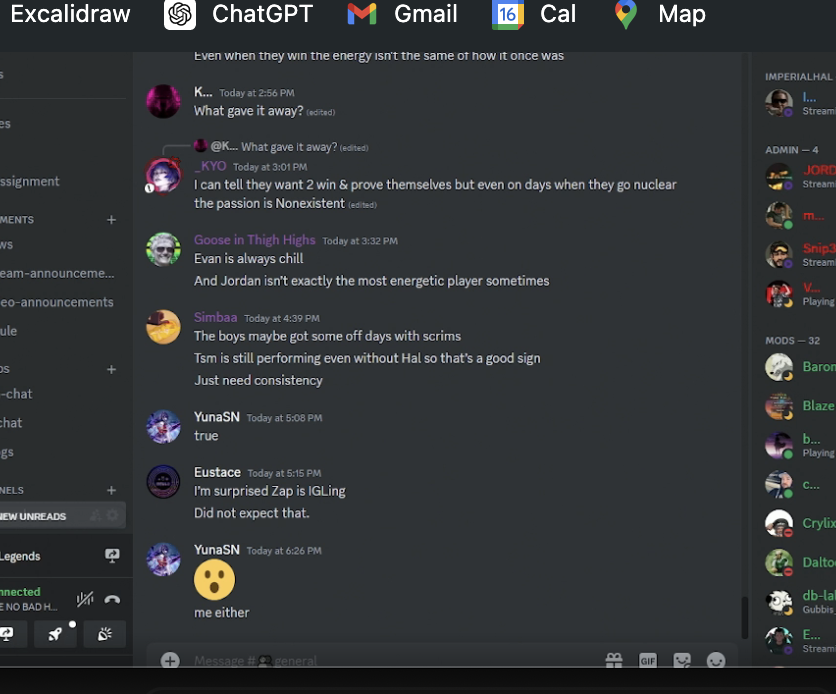 Excalidraw ChatGPT Gmail 16 Cal Map
Even when they win the energy isn't the same of how it once was
K... Today at 2:56 PM
What gave it away? (edited)
@K... What gave it away? (edited)
_KYO Today at 3:01 PM
I can tell they want 2 win & prove themselves but even on days when they go nuclear
the passion is Nonexistent (edited)
Goose in Thigh Highs Today at 3:32 PM
Evan is always chill
And Jordan isn't exactly the most energetic player sometimes
Simbaa Today at 4:39 PM
The boys maybe got some off days with scrims
Tsm is still performing even without Hal so that's a good sign
Just need consistency
YunaSN Today at 5:08 PM
true
Eustace Today at 5:15 PM
I'm surprised Zap is IGLing
Did not expect that.
YunaSN Today at 6:26 PM
me either
Message # general
GIF
s
es
ssignment
MENTS
ws
eam-announceme...
eo-announcements
ule
os
-chat
chat
gs
NELS
NEW UNREADS
Legends
nnected
E NO BAD H...
IMPERIALHAL
I...
Streami
ADMIN — 4
JORD
Streami
m...
Snip3
Streami
V...
Playing
MODS — 32
Baron
Blaze
b...
Playing
c...
Crylix
Dalto
db-la
Gubbis
E...
Streami